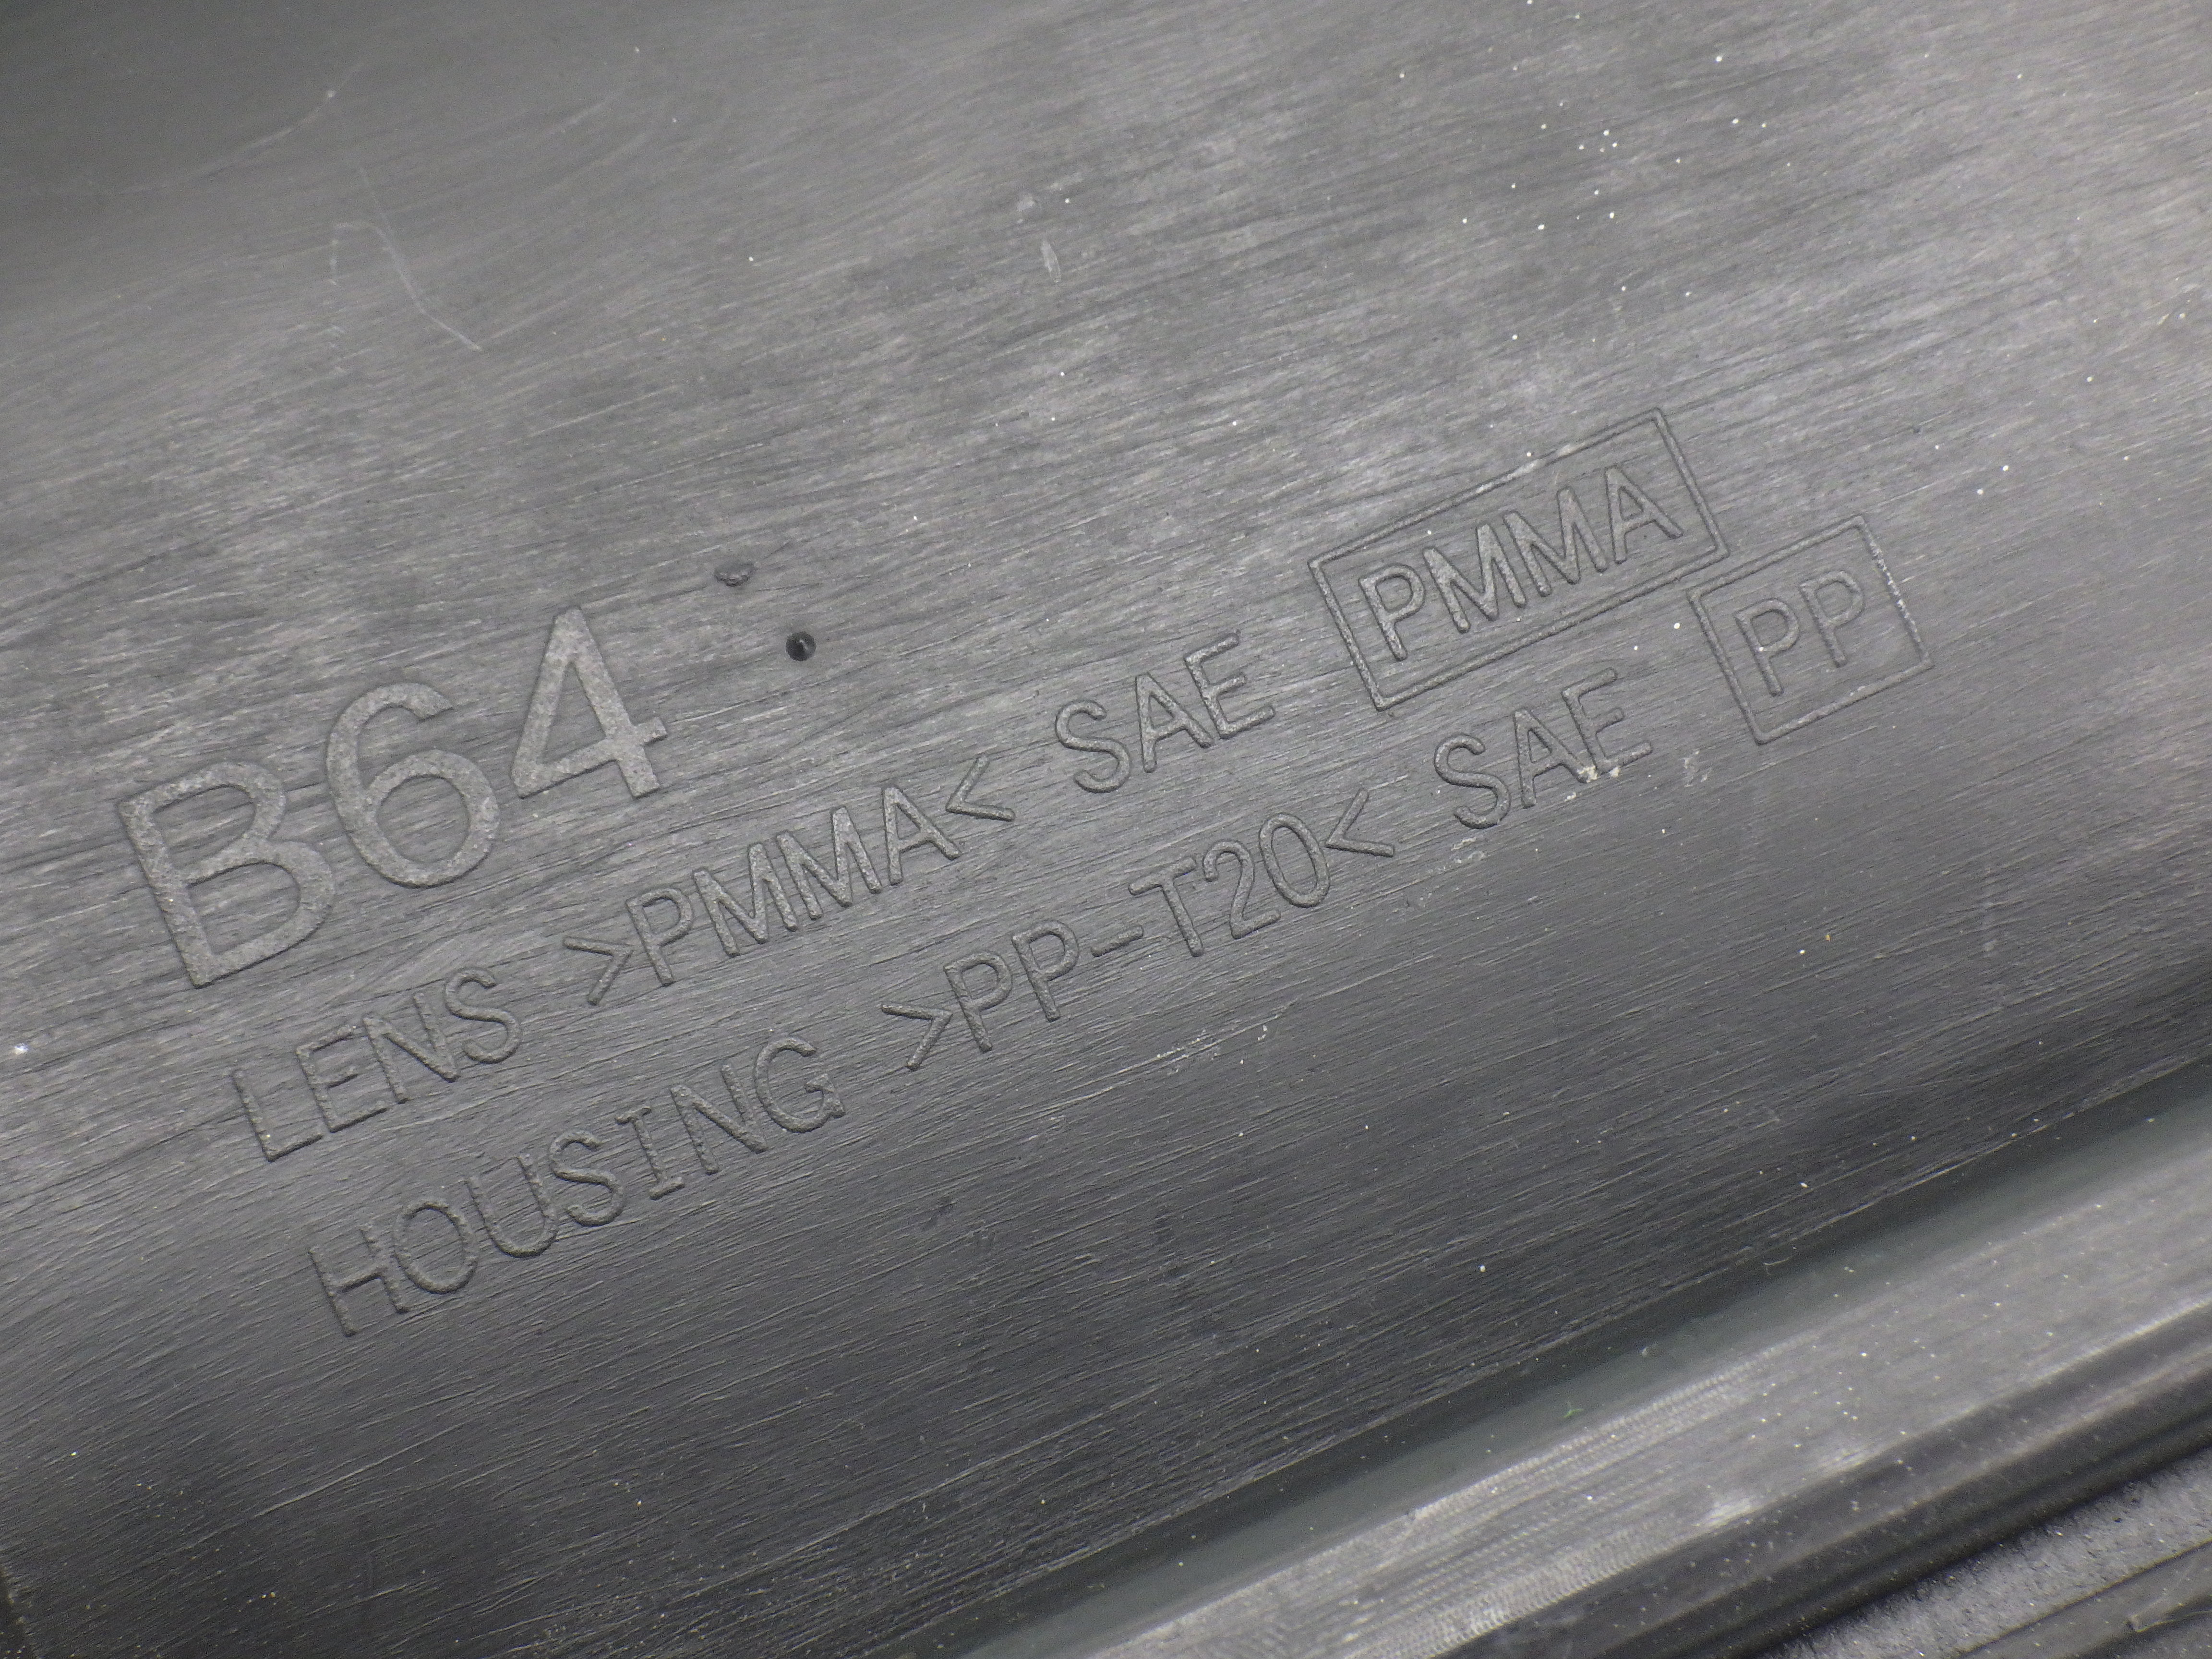 B64
LENS >PMMA< SAE PMMA
HOUSING >PP-T20< SAE PP